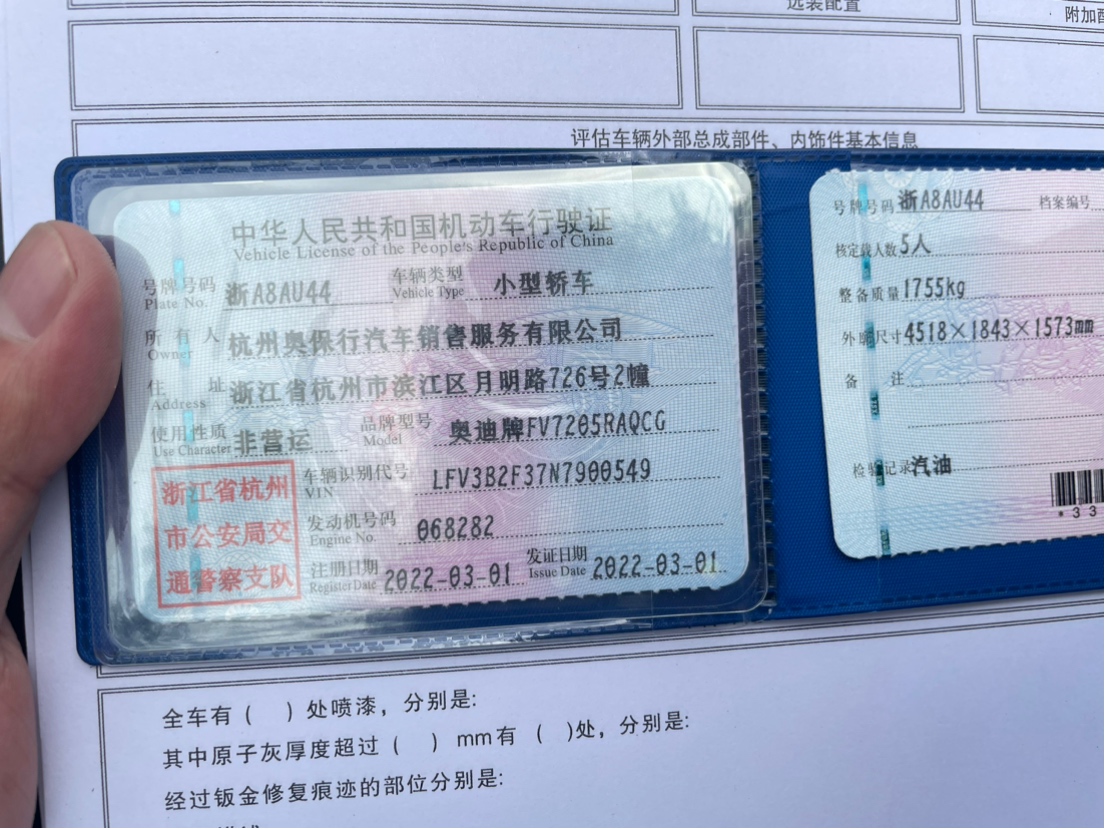 选装配置
附加配
评估车辆外部总成部件、内饰件基本信息
中华人民共和国机动车行驶证
Vehicle License of the People's Republic of China
号牌号码 浙A8AU44 车辆类型 小型轿车
Plate No. Vehicle Type
所有人 杭州奥保行汽车销售服务有限公司
Owner
住址 浙江省杭州市滨江区月明路726号2幢
Address
使用性质 非营运 品牌型号 奥迪牌FV7205RAQCG
Use Character Model
浙江省杭州
市公安局交
通警察支队
车辆识别代号 LFV3B2F37N7900549
VIN
发动机号码 068282
Engine No.
注册日期 2022-03-01 发证日期 2022-03-01
Register Date Issue Date
号牌号码 浙A8AU44 档案编号
核定载人数 5人
整备质量 1755kg
外廓尺寸 4518×1843×1573mm
备注
检验记录 汽油
*33
全车有（ ）处喷漆，分别是:
其中原子灰厚度超过（ ）mm有（ ）处，分别是:
经过钣金修复痕迹的部位分别是: